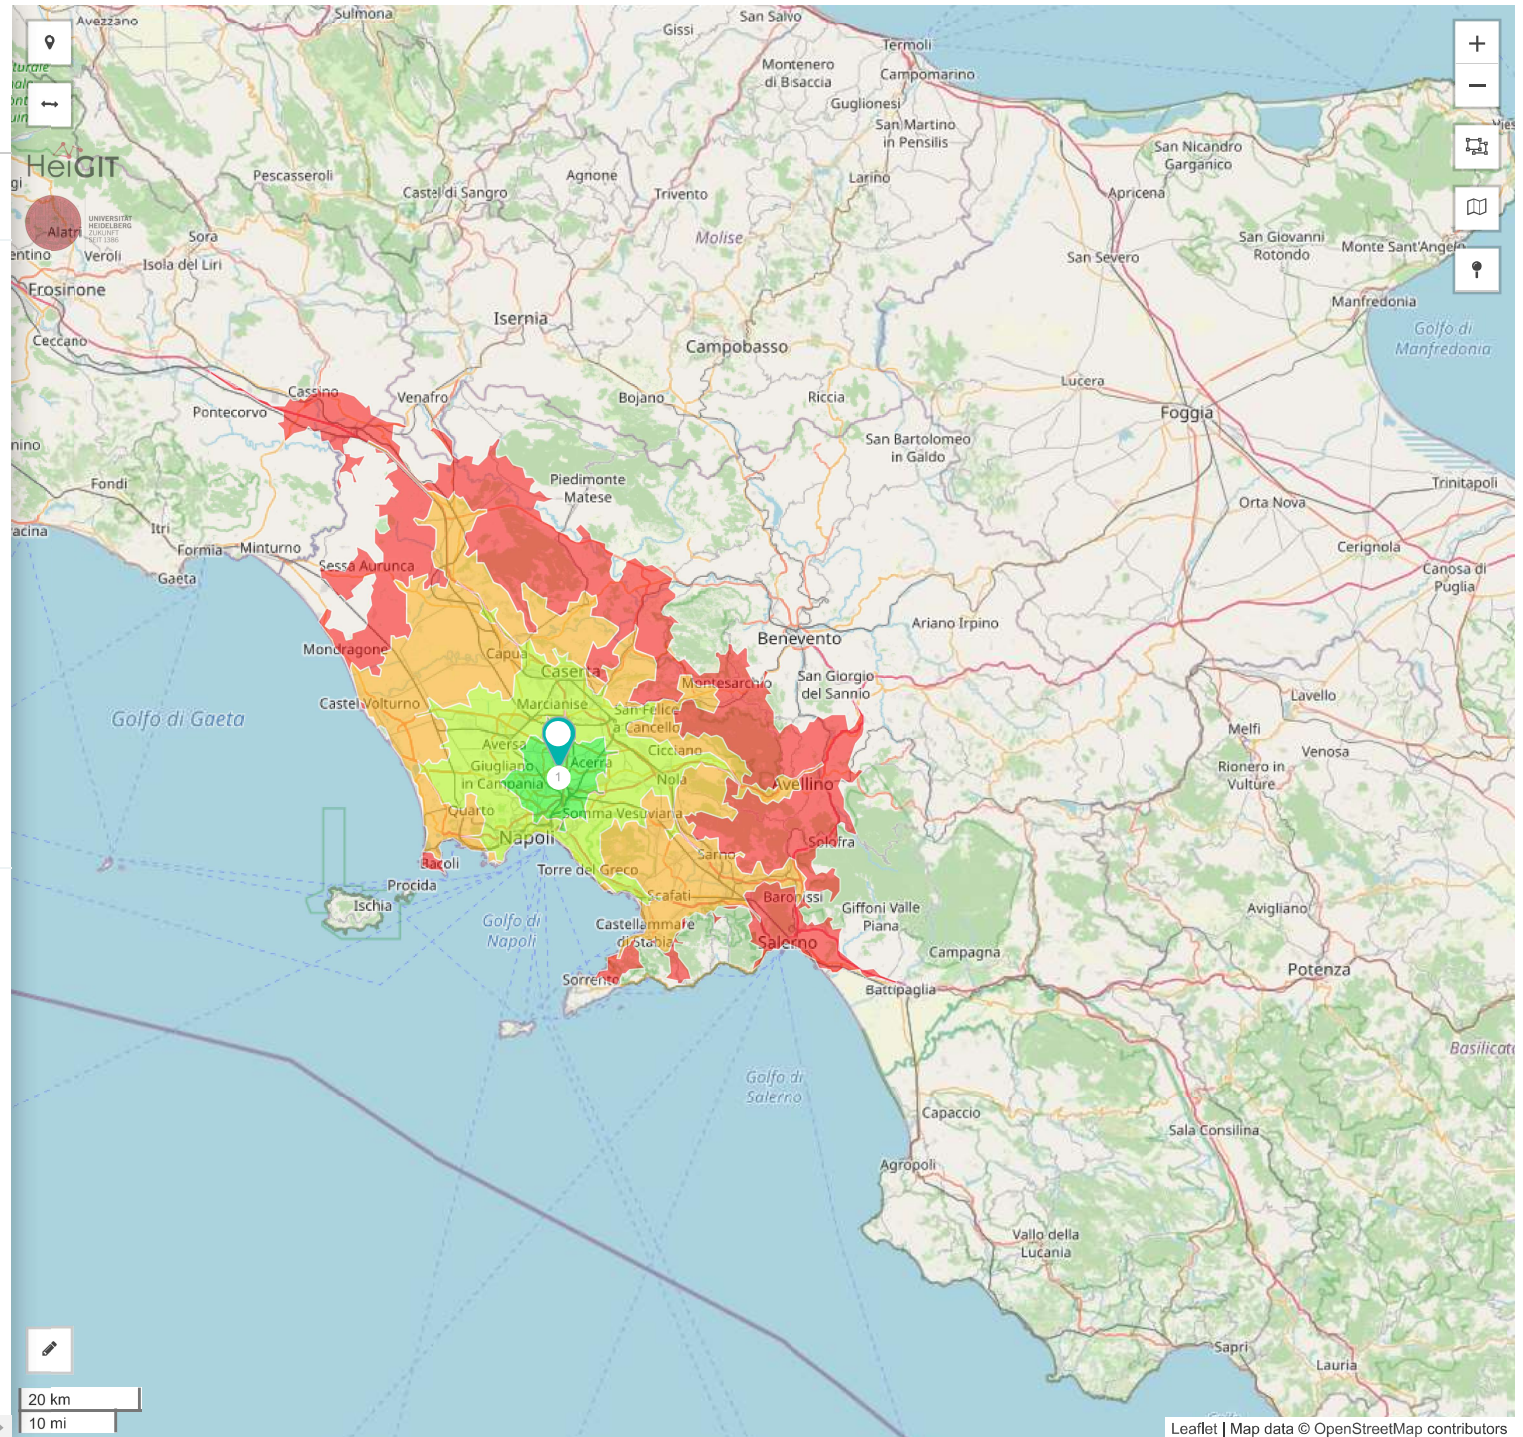 Avezzano
Sulmona
Gissi
San Salvo
Termoli
Montenero
di Bisaccia
Campomarino
Guglionesi
San Martino
in Pensilis
San Nicandro
Garganico
HeiGIT
Pescasseroli
Castel di Sangro
Agnone
Trivento
Larino
Apricena
UNIVERSITÄT
HEIDELBERG
ZUKUNFT
SEIT 1386
Alatri
Veroli
Sora
Isola del Liri
Molise
San Severo
San Giovanni
Rotondo
Monte Sant'Angelo
Frosinone
Isernia
Manfredonia
Golfo di
Manfredonia
Ceccano
Campobasso
Cassino
Venafro
Bojano
Riccia
Lucera
Foggia
Pontecorvo
San Bartolomeo
in Galdo
Fondi
Piedimonte
Matese
Trinitapoli
Orta Nova
Itri
Formia
Minturno
Gaeta
Sessa Aurunca
Cerignola
Canosa di
Puglia
Mondragone
Capua
Caserta
Benevento
Ariano Irpino
Golfo di Gaeta
Castel Volturno
Marcianise
San Felice
a Cancello
Montesarchio
San Giorgio
del Sannio
Lavello
Melfi
Venosa
Aversa
Cicciano
Giugliano
in Campania
Acerra
1
Nola
Avellino
Rionero in
Vulture
Quarto
Somma Vesuviana
Napoli
Sarno
Solofra
Bacoli
Procida
Torre del Greco
Ischia
Scafati
Baronissi
Giffoni Valle
Piana
Avigliano
Golfo di
Napoli
Castellammare
di Stabia
Salerno
Campagna
Sorrento
Battipaglia
Potenza
Basilicata
Golfo di
Salerno
Capaccio
Sala Consilina
Agropoli
Vallo della
Lucania
Sapri
Lauria
20 km
10 mi
Leaflet | Map data © OpenStreetMap contributors